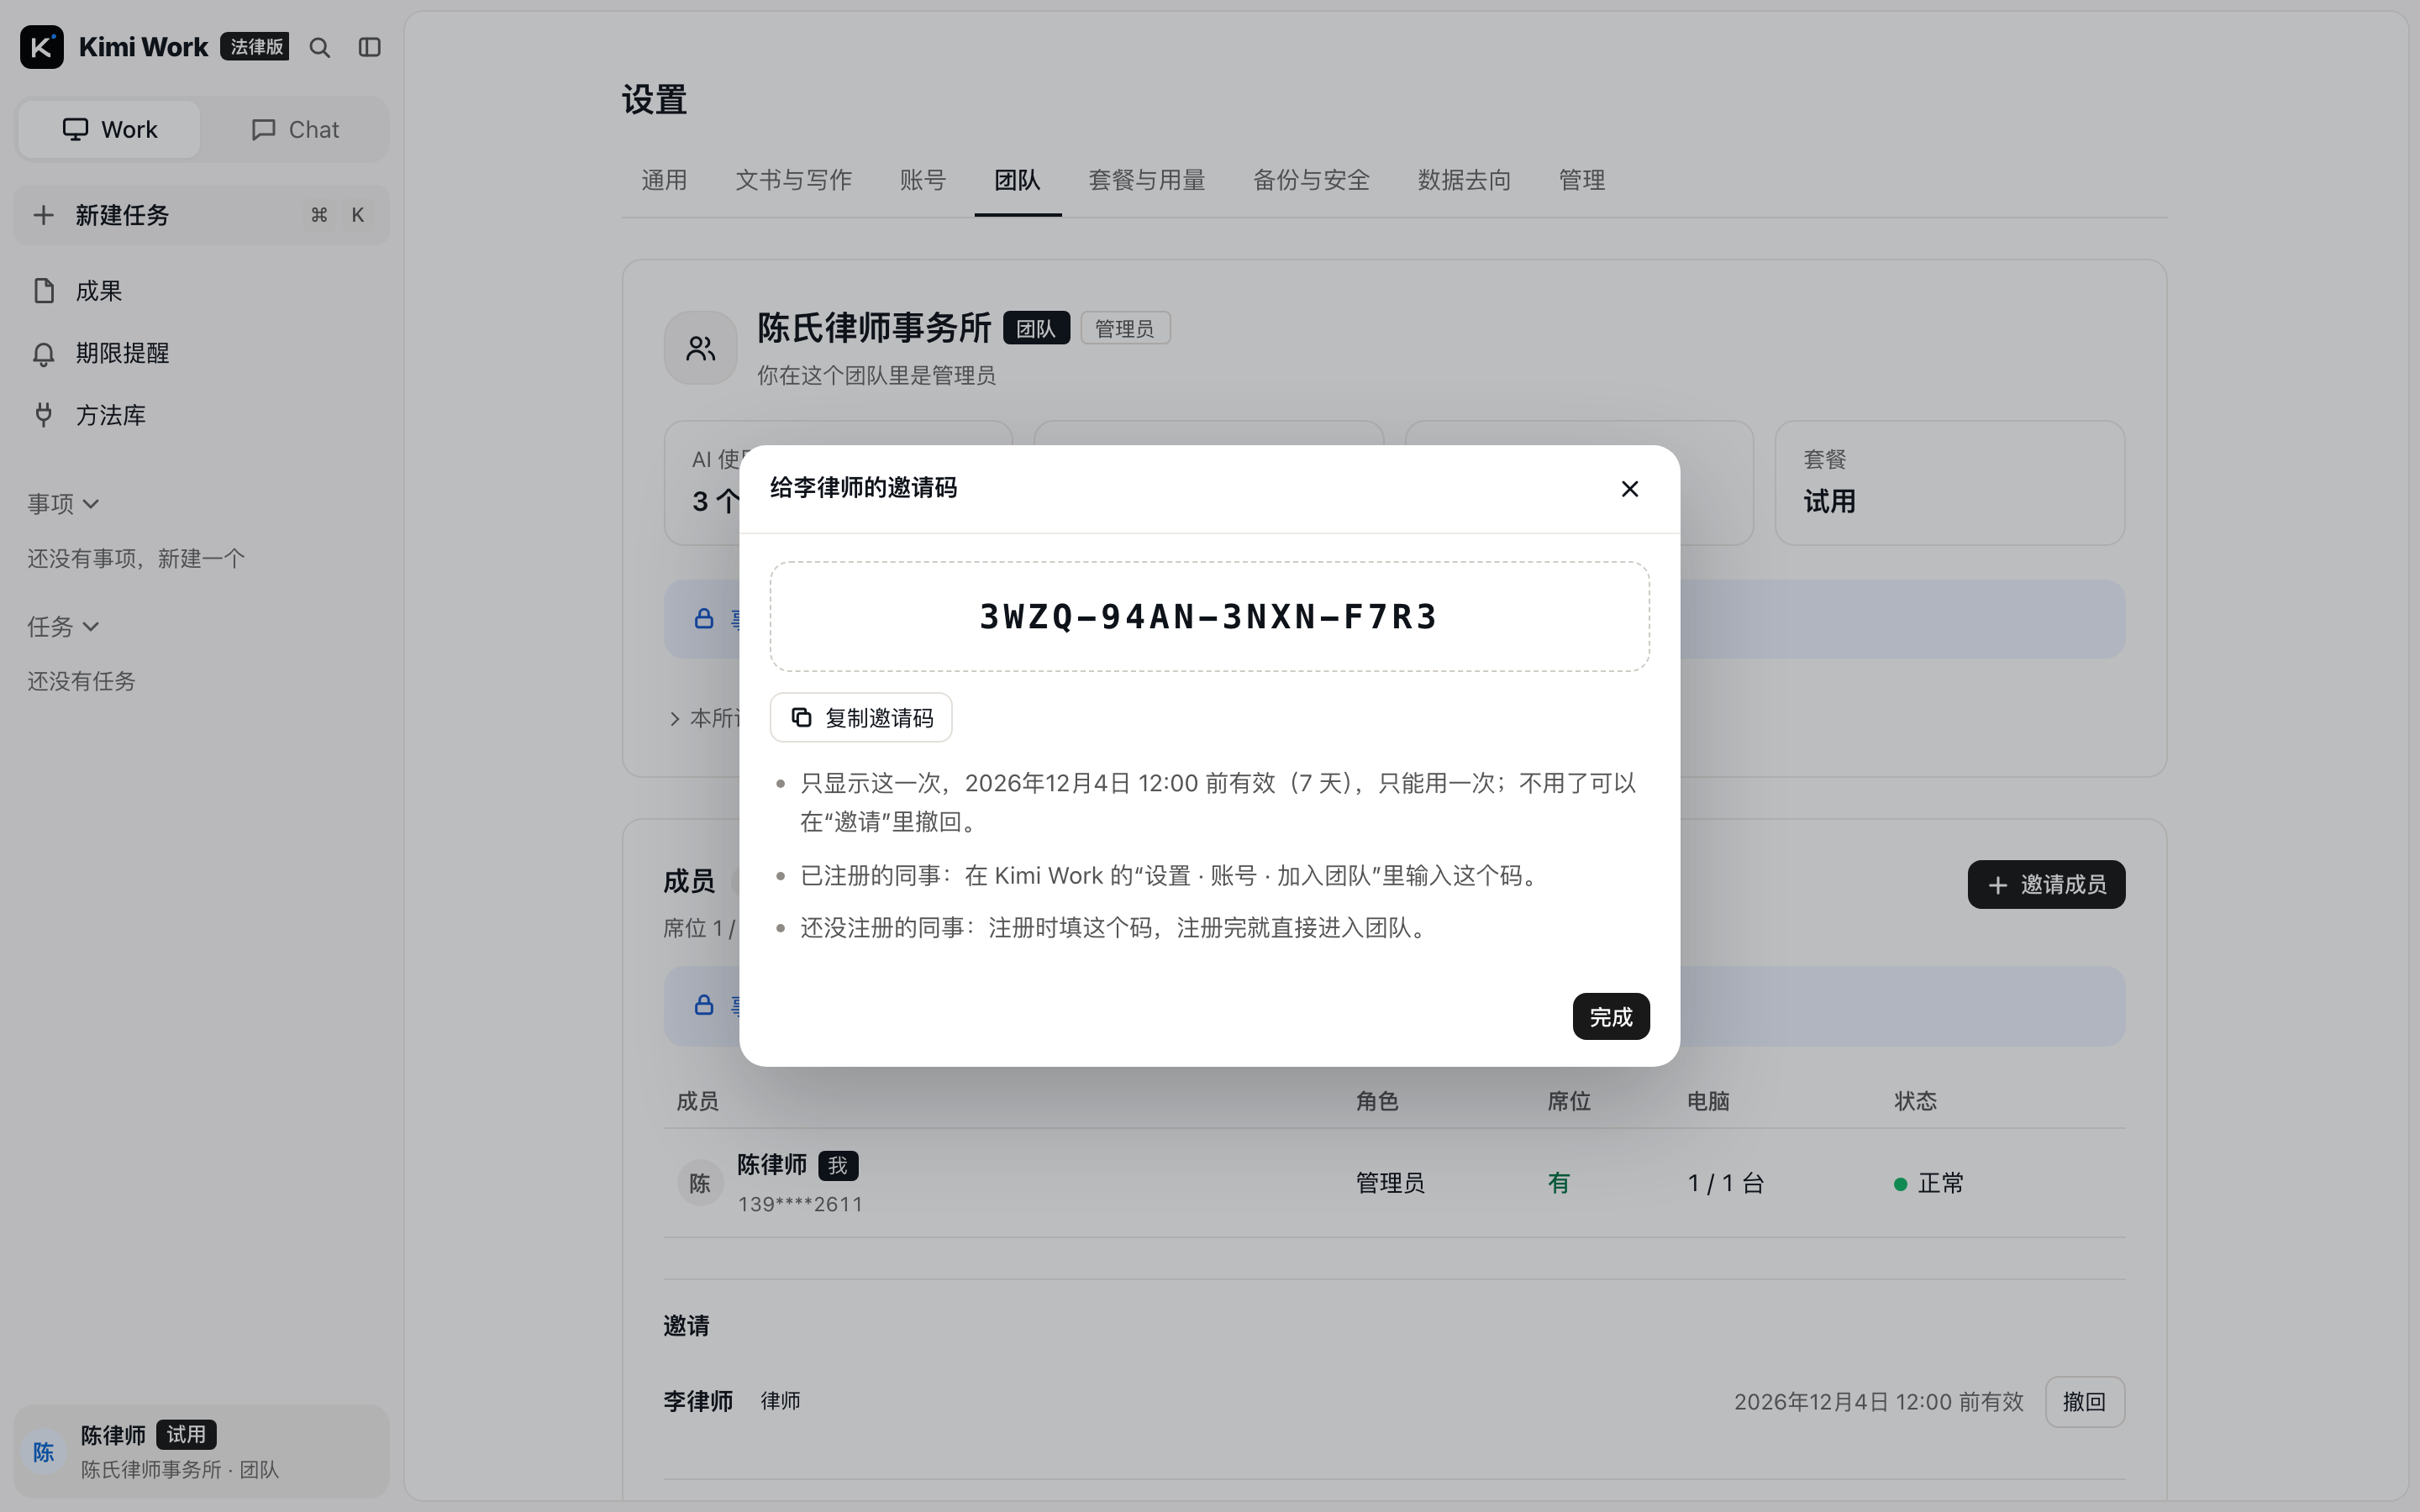 Kimi Work 法律版
Work
Chat
新建任务 ⌘ K
成果
期限提醒
方法库
事项
还没有事项，新建一个
任务
还没有任务
陈 陈律师 试用
陈氏律师事务所 · 团队
设置
通用 文书与写作 账号 团队 套餐与用量 备份与安全 数据去向 管理
陈氏律师事务所 团队 管理员
你在这个团队里是管理员
AI 使
3 个
套餐
试用
本所
给李律师的邀请码
3WZQ-94AN-3NXN-F7R3
复制邀请码
只显示这一次，2026年12月4日 12:00 前有效（7 天），只能用一次；不用了可以
在“邀请”里撤回。
已注册的同事：在 Kimi Work 的“设置 · 账号 · 加入团队”里输入这个码。
还没注册的同事：注册时填这个码，注册完就直接进入团队。
完成
成员
席位 1 /
邀请成员
成员 角色 席位 电脑 状态
陈 陈律师 我
139****2611
管理员 有 1 / 1 台 正常
邀请
李律师 律师 2026年12月4日 12:00 前有效 撤回